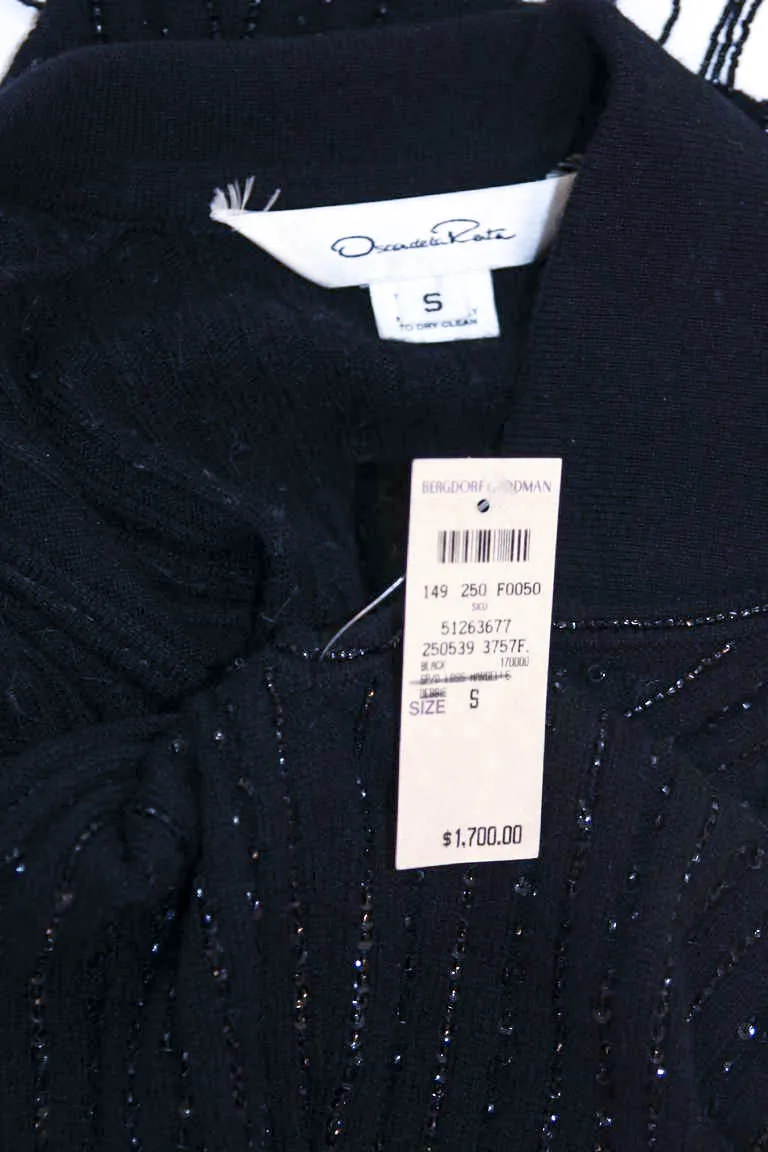 Oscar de la Renta
S
TO DRY CLEAN
BERGDORF GOODMAN
149 250 F0050
SKU
51263677
250539 3757F.
BLACK 170000
SIZE S
$1,700.00